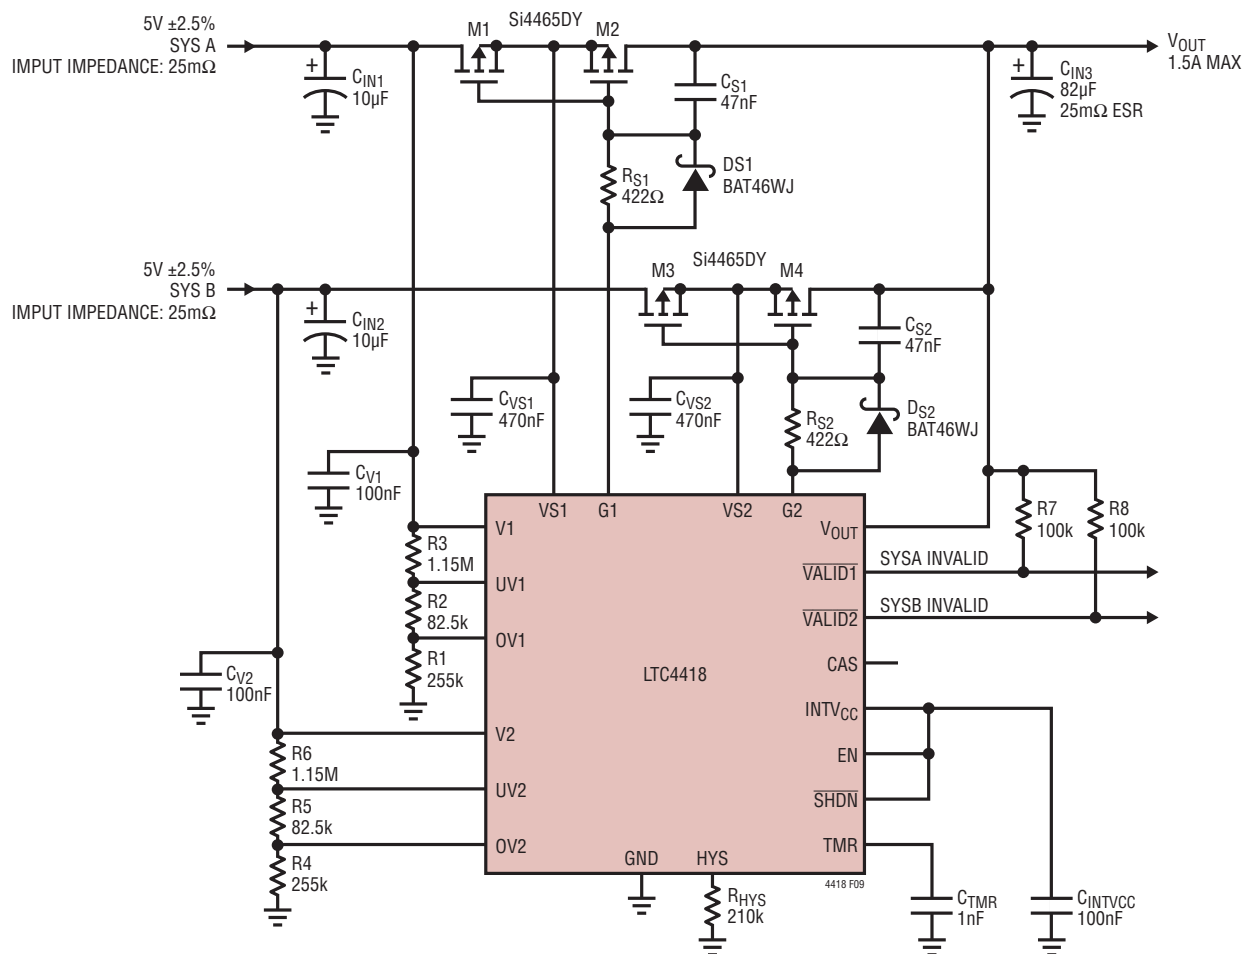 5V ±2.5%
SYS A
IMPUT IMPEDANCE: 25mΩ
CIN1
10µF
M1
Si4465DY
M2
CS1
47nF
VOUT
1.5A MAX
CIN3
82µF
25mΩ ESR
RS1
422Ω
DS1
BAT46WJ
5V ±2.5%
SYS B
IMPUT IMPEDANCE: 25mΩ
CIN2
10µF
M3
Si4465DY
M4
CS2
47nF
CVS1
470nF
CVS2
470nF
RS2
422Ω
DS2
BAT46WJ
CV1
100nF
R7
100k
R8
100k
VS1
G1
VS2
G2
V1
VOUT
R3
1.15M
UV1
VALID1
SYSA INVALID
R2
82.5k
OV1
VALID2
SYSB INVALID
R1
255k
CV2
100nF
LTC4418
CAS
INTVCC
V2
R6
1.15M
EN
UV2
SHDN
R5
82.5k
OV2
TMR
R4
255k
GND
HYS
4418 F09
RHYS
210k
CTMR
1nF
CINTVCC
100nF